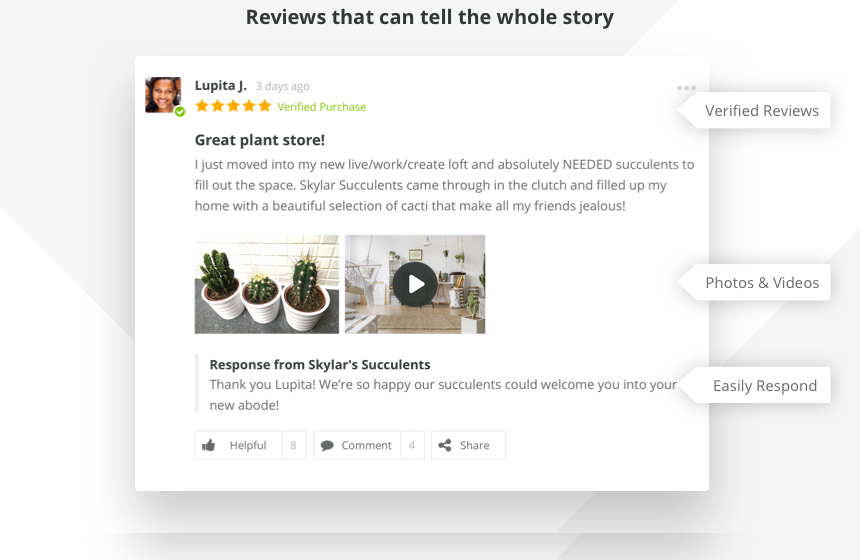 Reviews that can tell the whole story
Lupita J. 3 days ago
Verified Purchase
Verified Reviews
Great plant store!
I just moved into my new live/work/create loft and absolutely NEEDED succulents to
fill out the space. Skylar Succulents came through in the clutch and filled up my
home with a beautiful selection of cacti that make all my friends jealous!
Photos & Videos
Response from Skylar's Succulents
Thank you Lupita! We’re so happy our succulents could welcome you into your
new abode!
Easily Respond
Helpful 8 Comment 4 Share